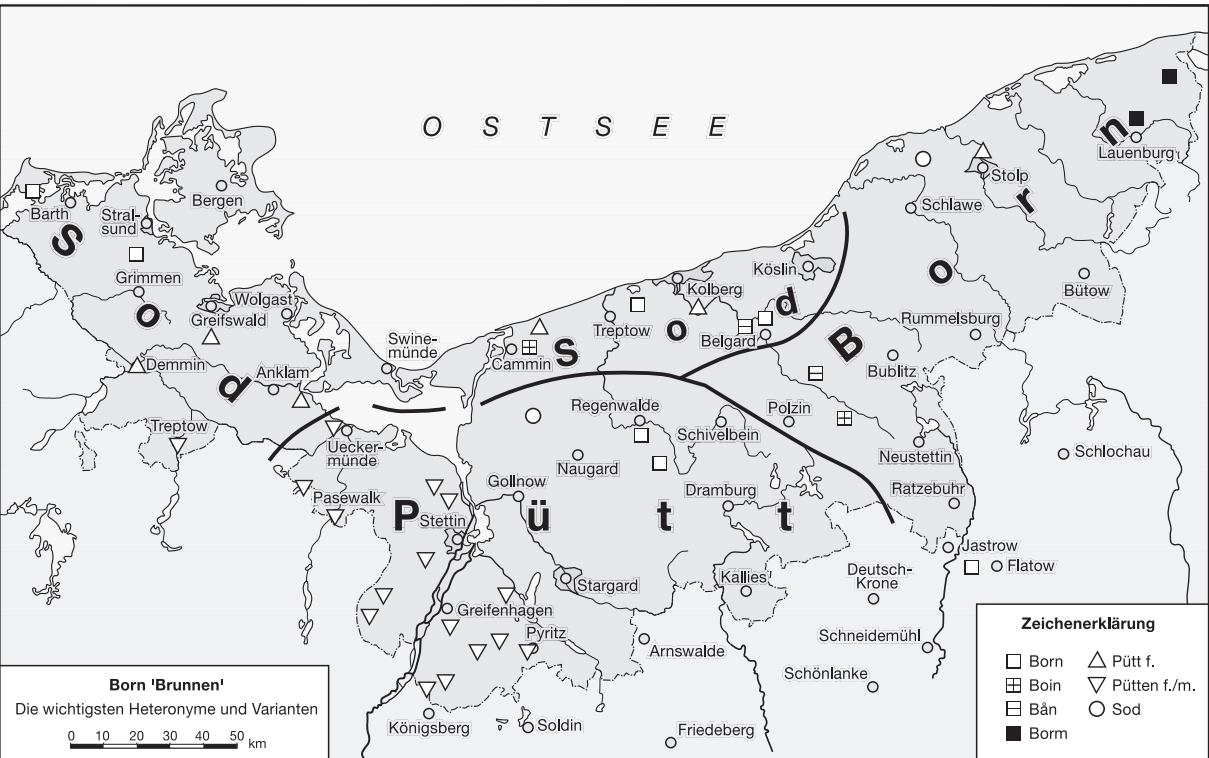 OSTSEE
Lauenburg
Stolp
Barth
Stral-
sund
Bergen
Schlawe
Born
Sod
Grimmen
Köslin
Bütow
Wolgast
Greifswald
Kolberg
Treptow
Sod
Rummelsburg
Swine-
münde
Belgard
Cammin
Demmin
Anklam
Bublitz
Treptow
Regenwalde
Polzin
Schivelbein
Uecker-
münde
Neustettin
Schlochau
Naugard
Gollnow
Dramburg
Ratzebuhr
Pasewalk
Pütt
Stettin
Jastrow
Flatow
Stargard
Kallies
Deutsch-
Krone
Greifenhagen
Pyritz
Arnswalde
Schneidemühl
Schönlanke
Königsberg
Soldin
Friedeberg
Born 'Brunnen'
Die wichtigsten Heteronyme und Varianten
0 10 20 30 40 50 km
Zeichenerklärung
Born
Boin
Bån
Borm
Pütt f.
Pütten f./m.
Sod